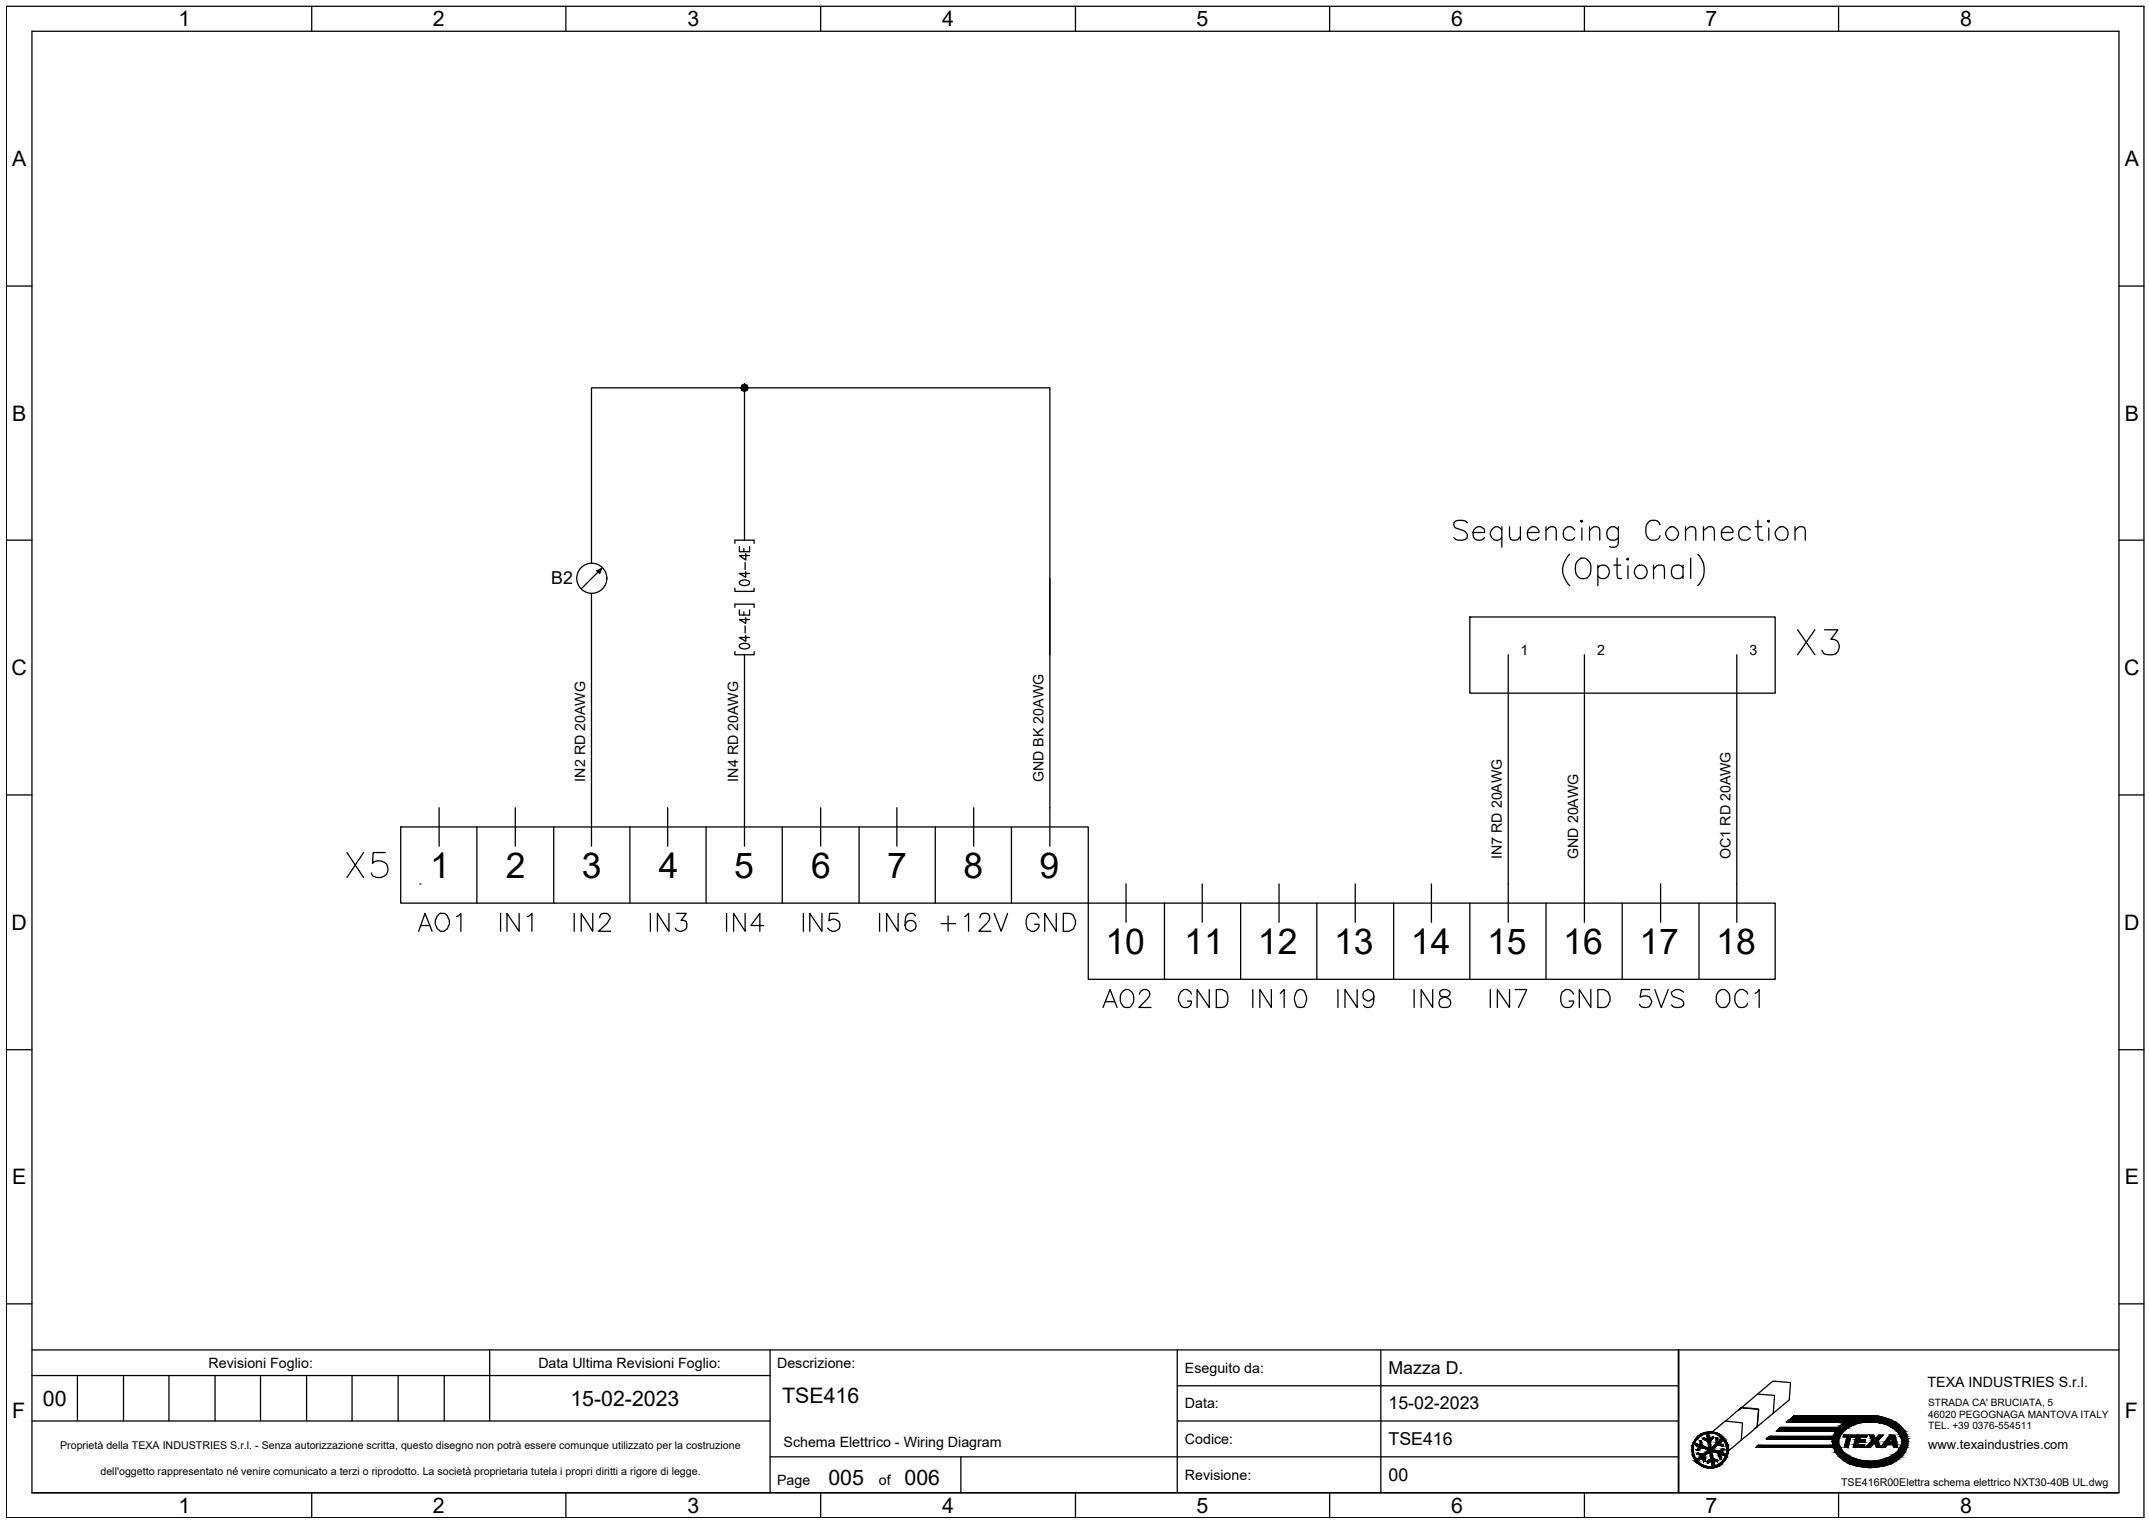 1 2 3 4 5 6 7 8
A A
B B
Sequencing Connection
(Optional)
B2
[04-4E] [04-4E]
X3
1 2 3
C C
IN2 RD 20AWG
IN4 RD 20AWG
GND BK 20AWG
IN7 RD 20AWG
GND 20AWG
OC1 RD 20AWG
X5 1 2 3 4 5 6 7 8 9
AO1 IN1 IN2 IN3 IN4 IN5 IN6 +12V GND
D D
10 11 12 13 14 15 16 17 18
AO2 GND IN10 IN9 IN8 IN7 GND 5VS OC1
E E
F F
Revisioni Foglio:
00
Data Ultima Revisioni Foglio:
15-02-2023
Proprietà della TEXA INDUSTRIES S.r.l. - Senza autorizzazione scritta, questo disegno non potrà essere comunque utilizzato per la costruzione
dell'oggetto rappresentato né venire comunicato a terzi o riprodotto. La società proprietaria tutela i propri diritti a rigore di legge.
Descrizione:
TSE416
Schema Elettrico - Wiring Diagram
Page 005 of 006
Eseguito da: Mazza D.
Data: 15-02-2023
Codice: TSE416
Revisione: 00
TEXA
TEXA INDUSTRIES S.r.l.
STRADA CA' BRUCIATA, 5
46020 PEGOGNAGA MANTOVA ITALY
TEL. +39 0376-554511
www.texaindustries.com
TSE416R00Elettra schema elettrico NXT30-40B UL.dwg
1 2 3 4 5 6 7 8